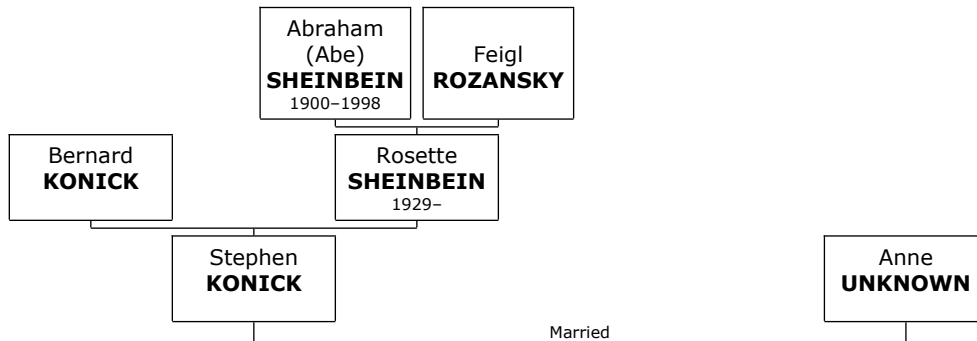 Abraham
(Abe)
SHEINBEIN
1900–1998
Feigl
ROZANSKY
Bernard
KONICK
Rosette
SHEINBEIN
1929–
Stephen
KONICK
Anne
UNKNOWN
Married